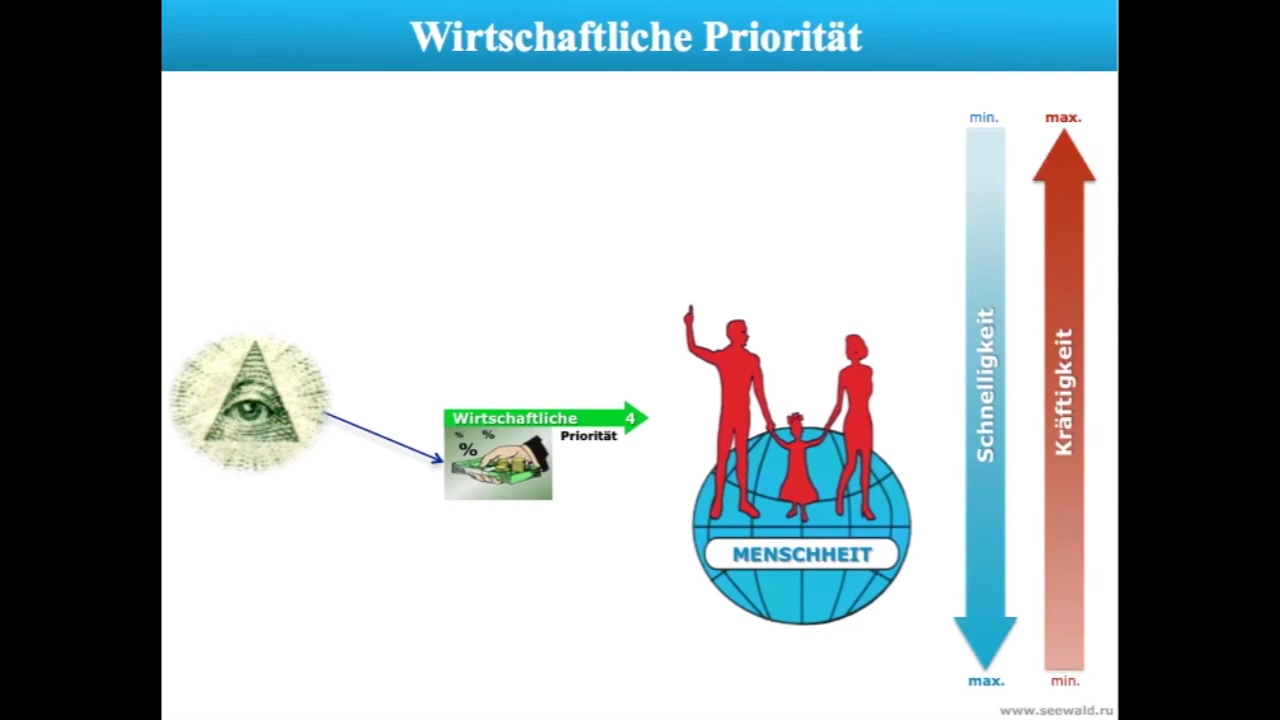 Wirtschaftliche Priorität
min.
max.
Schnelligkeit
Kräftigkeit
Wirtschaftliche 4
Priorität
% %
%
MENSCHHEIT
max.
min.
www.seewald.ru